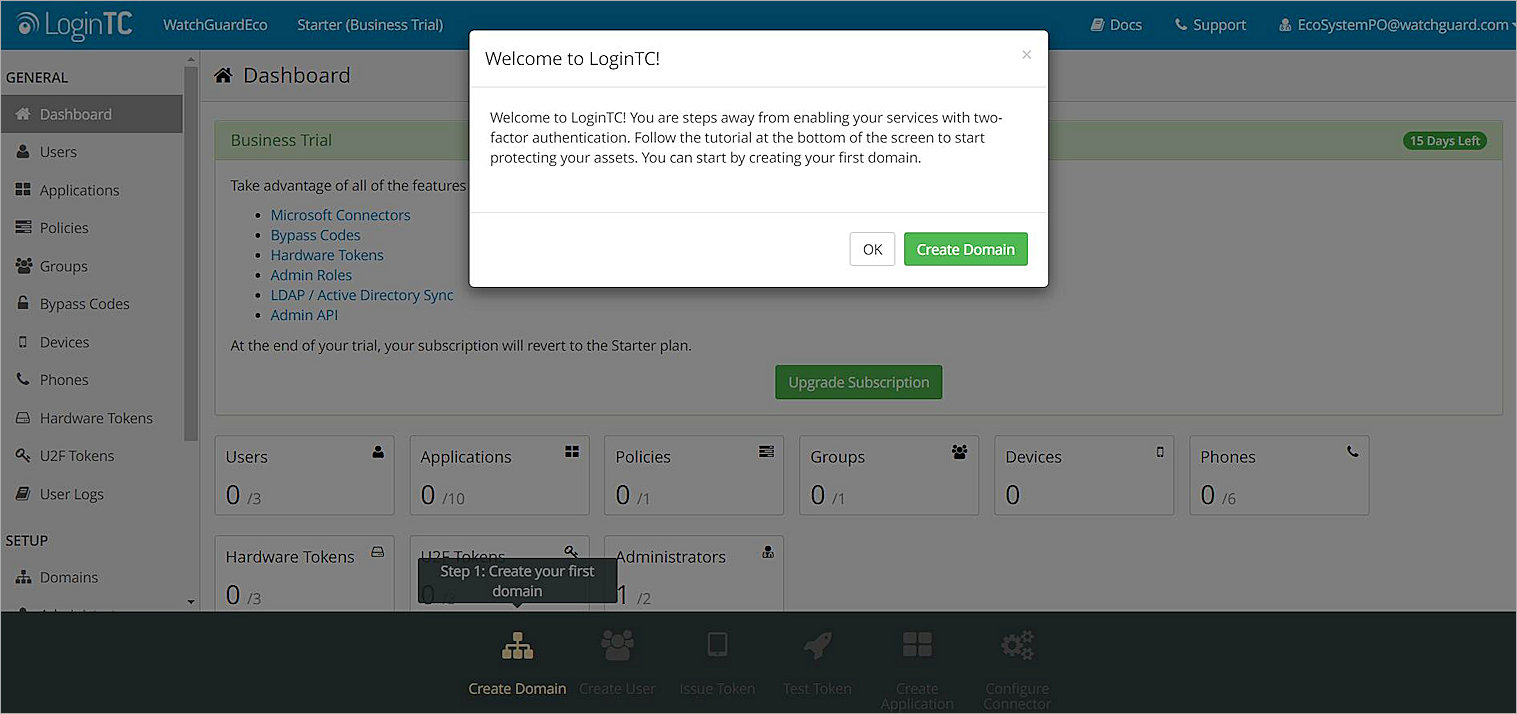 LoginTC
WatchGuardEco
Starter (Business Trial)
Docs
Support
EcoSystemPO@watchguard.com
GENERAL
Dashboard
Users
Applications
Policies
Groups
Bypass Codes
Devices
Phones
Hardware Tokens
U2F Tokens
User Logs
SETUP
Domains
Dashboard
Business Trial
15 Days Left
Take advantage of all of the features
Microsoft Connectors
Bypass Codes
Hardware Tokens
Admin Roles
LDAP / Active Directory Sync
Admin API
At the end of your trial, your subscription will revert to the Starter plan.
Upgrade Subscription
Welcome to LoginTC!
×
Welcome to LoginTC! You are steps away from enabling your services with two-
factor authentication. Follow the tutorial at the bottom of the screen to start
protecting your assets. You can start by creating your first domain.
OK
Create Domain
Users
0 /3
Applications
0 /10
Policies
0 /1
Groups
0 /1
Devices
0
Phones
0 /6
Hardware Tokens
0 /3
U2F Tokens
0 /3
Administrators
1 /2
Step 1: Create your first
domain
Create Domain
Create User
Issue Token
Test Token
Create
Application
Configure
Connector